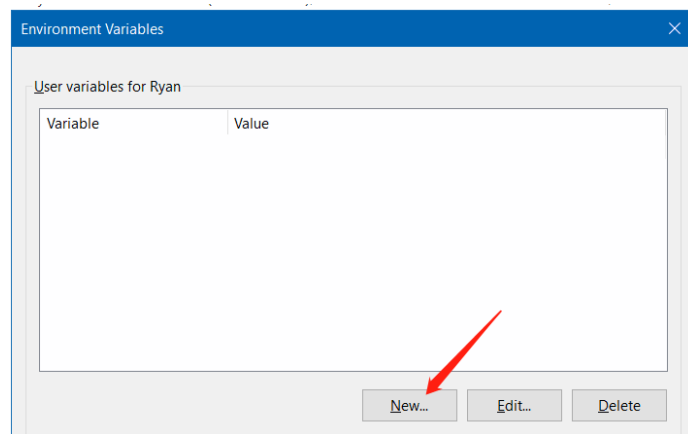 Environment Variables
User variables for Ryan
Variable Value
New... Edit... Delete